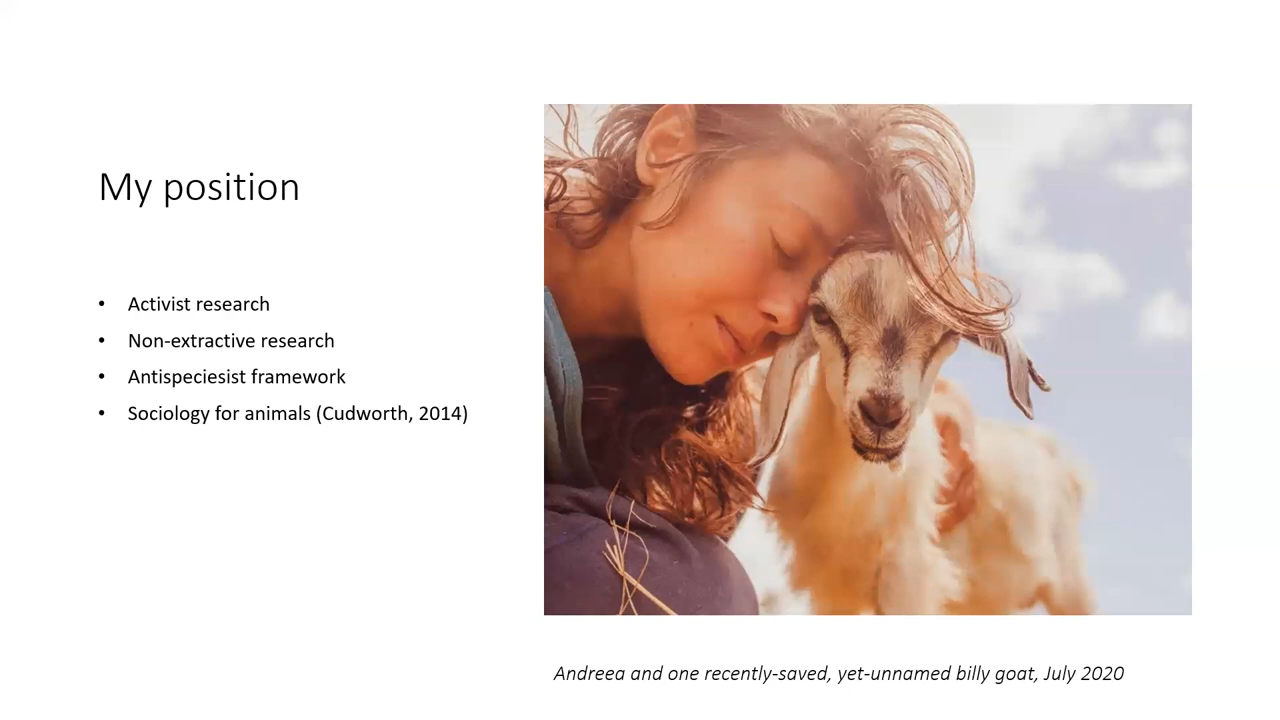 My position
• Activist research
• Non-extractive research
• Antispeciesist framework
• Sociology for animals (Cudworth, 2014)
Andreea and one recently-saved, yet-unnamed billy goat, July 2020